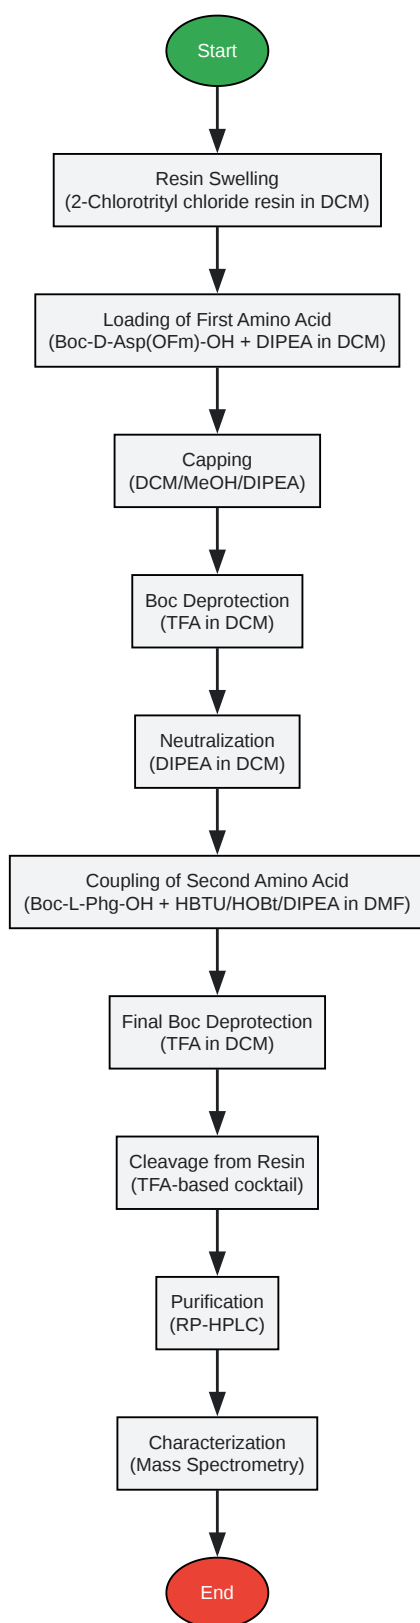 Start
Resin Swelling
(2-Chlorotrityl chloride resin in DCM)
Loading of First Amino Acid
(Boc-D-Asp(OFm)-OH + DIPEA in DCM)
Capping
(DCM/MeOH/DIPEA)
Boc Deprotection
(TFA in DCM)
Neutralization
(DIPEA in DCM)
Coupling of Second Amino Acid
(Boc-L-Phg-OH + HBTU/HOBt/DIPEA in DMF)
Final Boc Deprotection
(TFA in DCM)
Cleavage from Resin
(TFA-based cocktail)
Purification
(RP-HPLC)
Characterization
(Mass Spectrometry)
End